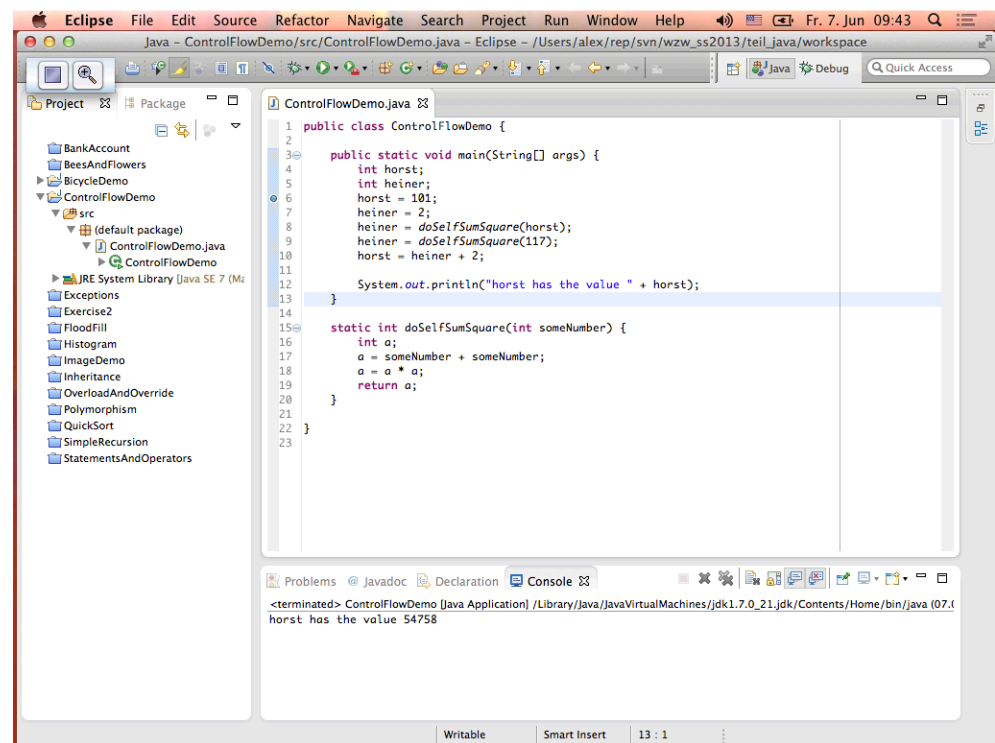 Eclipse File Edit Source Refactor Navigate Search Project Run Window Help Fr. 7. Jun 09:43
Java – ControlFlowDemo/src/ControlFlowDemo.java – Eclipse – /Users/alex/rep/svn/wzw_ss2013/teil_java/workspace
Java Debug Quick Access
Project Package
BankAccount
BeesAndFlowers
BicycleDemo
ControlFlowDemo
src
(default package)
ControlFlowDemo.java
ControlFlowDemo
JRE System Library [Java SE 7 (Ma
Exceptions
Exercise2
FloodFill
Histogram
ImageDemo
Inheritance
OverloadAndOverride
Polymorphism
QuickSort
SimpleRecursion
StatementsAndOperators
ControlFlowDemo.java
1 public class ControlFlowDemo {
2
3 public static void main(String[] args) {
4 int horst;
5 int heiner;
6 horst = 101;
7 heiner = 2;
8 heiner = doSelfSumSquare(horst);
9 heiner = doSelfSumSquare(117);
10 horst = heiner + 2;
11
12 System.out.println("horst has the value " + horst);
13 }
14
15 static int doSelfSumSquare(int someNumber) {
16 int a;
17 a = someNumber + someNumber;
18 a = a * a;
19 return a;
20 }
21
22 }
23
Problems @ Javadoc Declaration Console
<terminated> ControlFlowDemo [Java Application] /Library/Java/JavaVirtualMachines/jdk1.7.0_21.jdk/Contents/Home/bin/java (07.0
horst has the value 54758
Writable Smart Insert 13 : 1